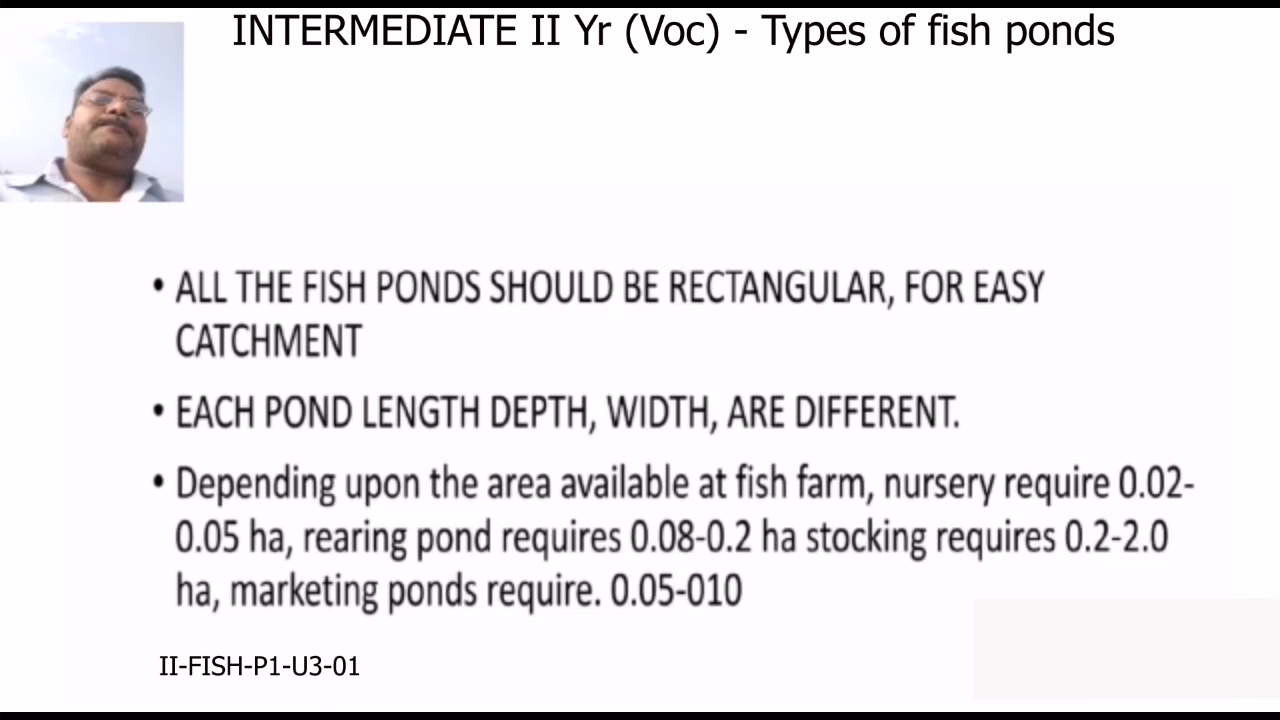 INTERMEDIATE II Yr (Voc) - Types of fish ponds
• ALL THE FISH PONDS SHOULD BE RECTANGULAR, FOR EASY
CATCHMENT
• EACH POND LENGTH DEPTH, WIDTH, ARE DIFFERENT.
• Depending upon the area available at fish farm, nursery require 0.02-
0.05 ha, rearing pond requires 0.08-0.2 ha stocking requires 0.2-2.0
ha, marketing ponds require. 0.05-010
II-FISH-P1-U3-01